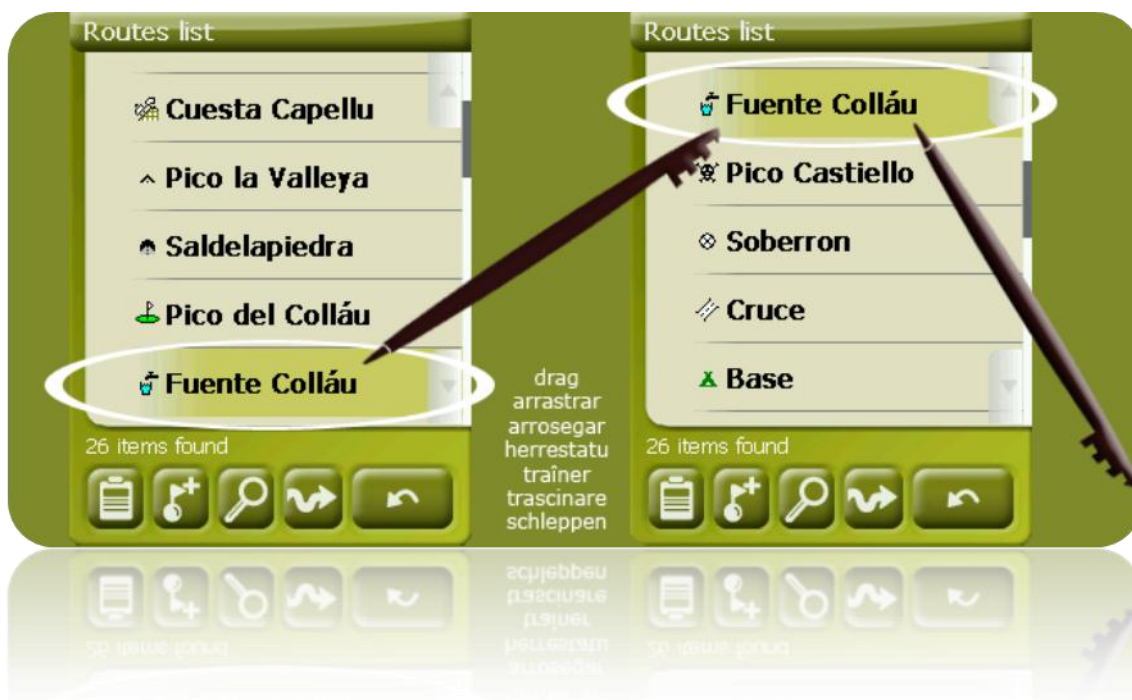 Routes list
Cuesta Capellu
Pico la Valleya
Saldelapiedra
Pico del Colláu
Fuente Colláu
26 items found
drag
arrastrar
arrosegar
herrestatu
traîner
trascinare
schleppen
Routes list
Fuente Colláu
Pico Castiello
Soberron
Cruce
Base
26 items found